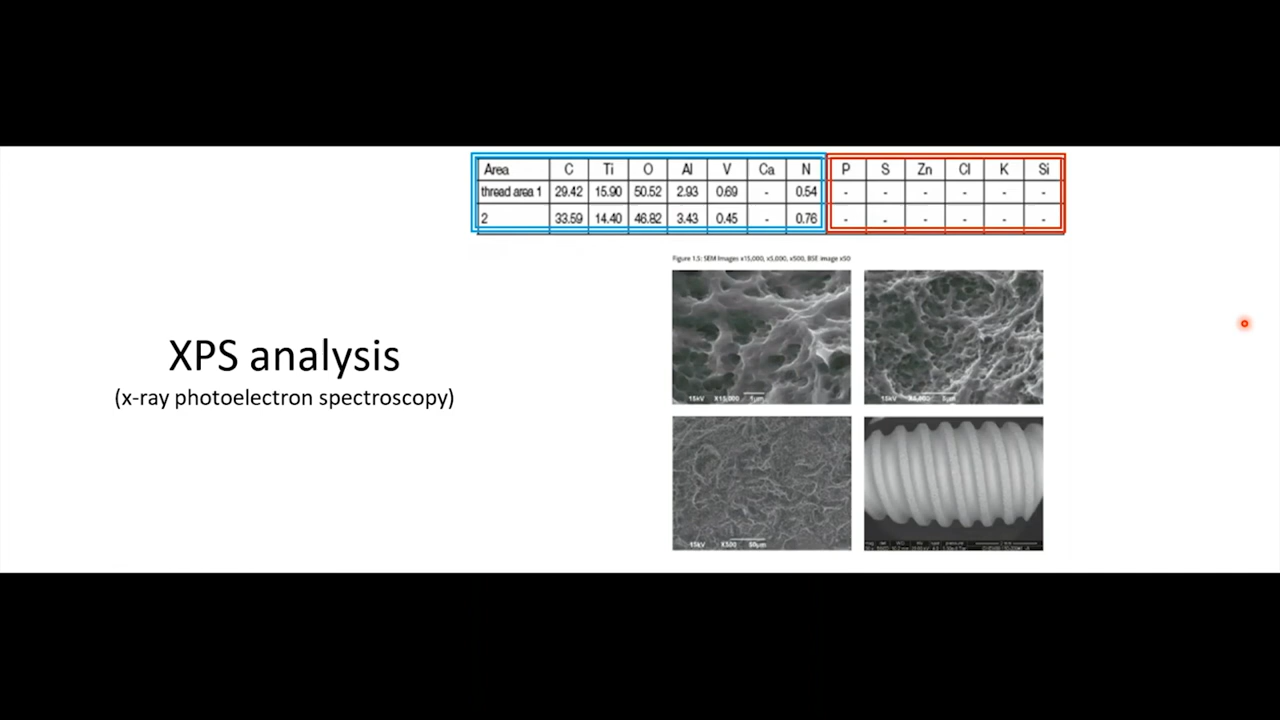 Area C Ti O Al V Ca N P S Zn Cl K Si
thread area 1 29.42 15.90 50.52 2.93 0.69 - 0.54 - - - - - -
2 33.59 14.40 46.82 3.43 0.45 - 0.76 - - - - - -
Figure 1.5: SEM Images x15,000, x5,000, x500, BSE image x50
XPS analysis
(x-ray photoelectron spectroscopy)
15kV X15,000 1μm
15kV X5,000 5μm
15kV X500 50μm